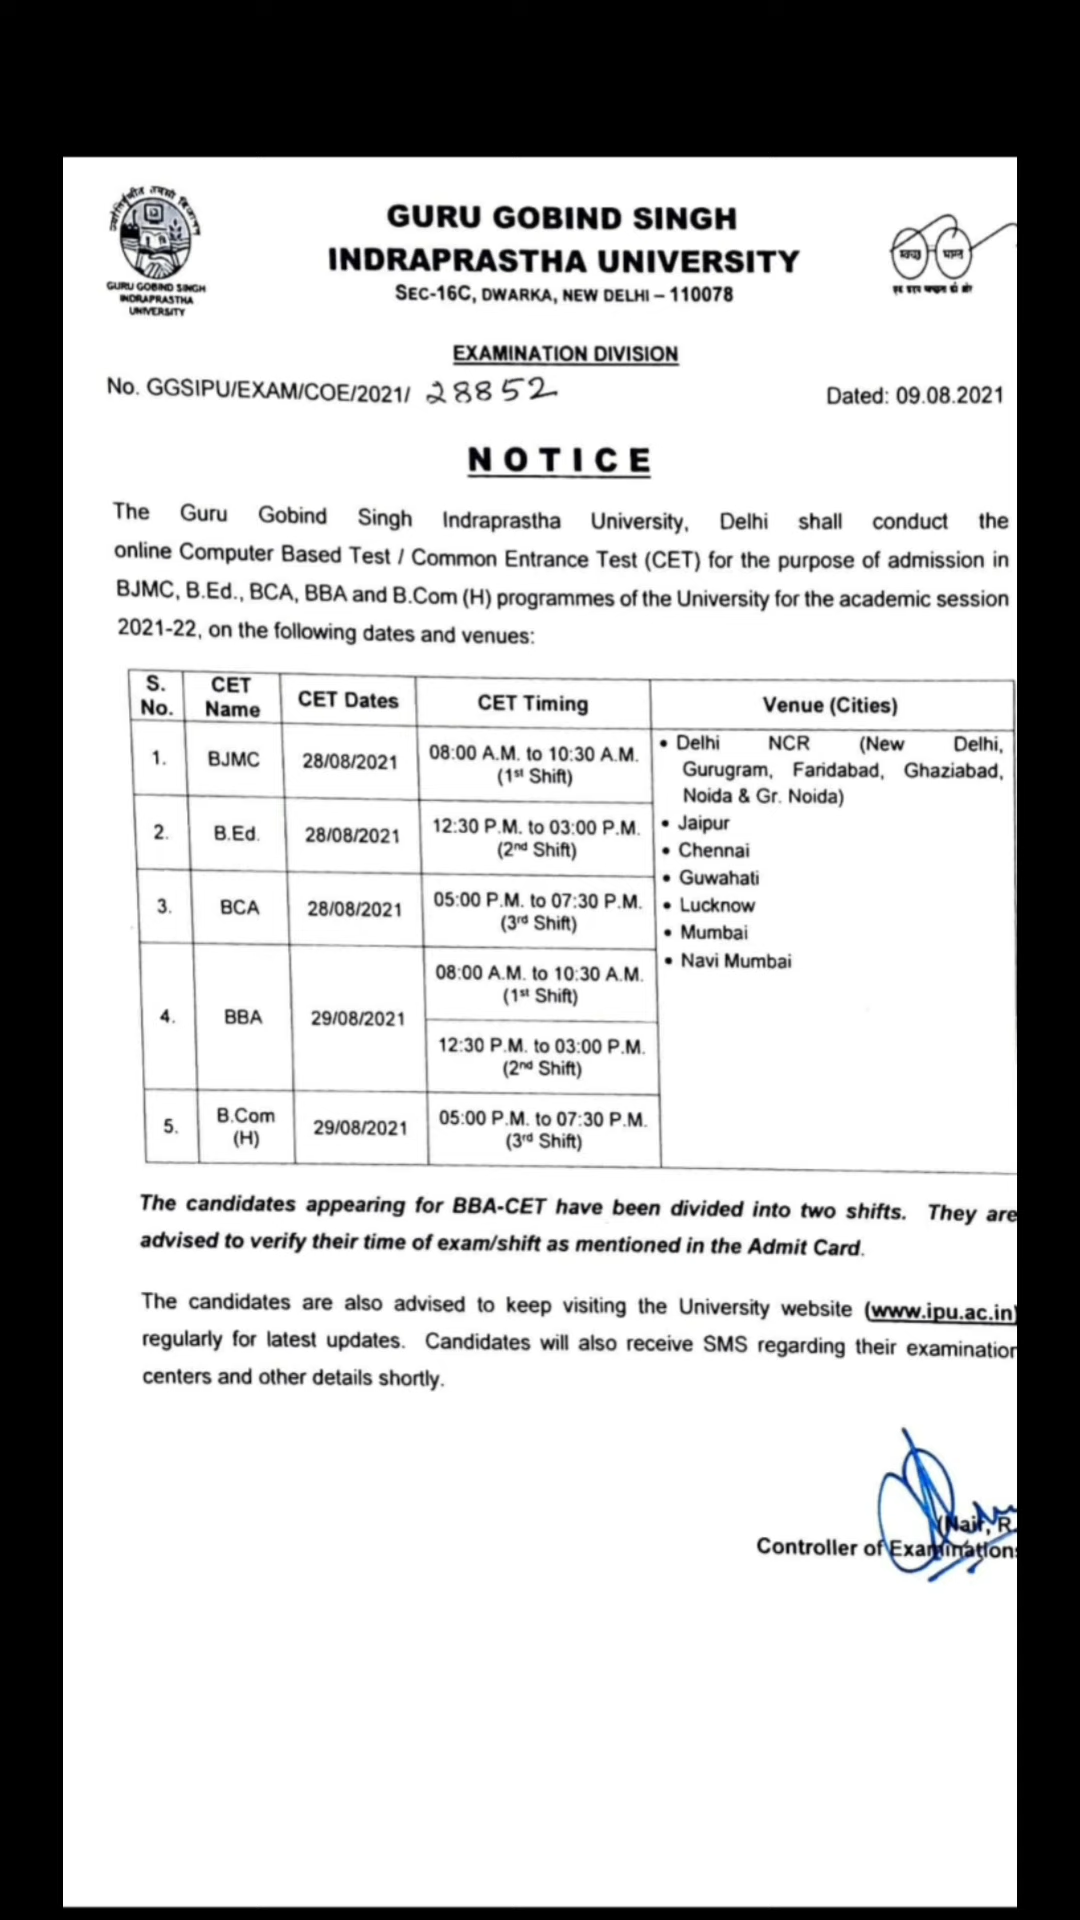 GURU GOBIND SINGH
INDRAPRASTHA UNIVERSITY
SEC-16C, DWARKA, NEW DELHI – 110078
GURU GOBIND SINGH
INDRAPRASTHA
UNIVERSITY
स्वच्छ भारत
एक कदम स्वच्छता की ओर
EXAMINATION DIVISION
No. GGSIPU/EXAM/COE/2021/ 28852
Dated: 09.08.2021
NOTICE
The Guru Gobind Singh Indraprastha University, Delhi shall conduct the
online Computer Based Test / Common Entrance Test (CET) for the purpose of admission in
BJMC, B.Ed., BCA, BBA and B.Com (H) programmes of the University for the academic session
2021-22, on the following dates and venues:
S. No. CET Name CET Dates CET Timing Venue (Cities)
1. BJMC 28/08/2021 08:00 A.M. to 10:30 A.M.
(1st Shift)
2. B.Ed. 28/08/2021 12:30 P.M. to 03:00 P.M.
(2nd Shift)
3. BCA 28/08/2021 05:00 P.M. to 07:30 P.M.
(3rd Shift)
4. BBA 29/08/2021 08:00 A.M. to 10:30 A.M.
(1st Shift)
12:30 P.M. to 03:00 P.M.
(2nd Shift)
5. B.Com (H) 29/08/2021 05:00 P.M. to 07:30 P.M.
(3rd Shift)
• Delhi NCR (New Delhi,
Gurugram, Faridabad, Ghaziabad,
Noida & Gr. Noida)
• Jaipur
• Chennai
• Guwahati
• Lucknow
• Mumbai
• Navi Mumbai
The candidates appearing for BBA-CET have been divided into two shifts. They are
advised to verify their time of exam/shift as mentioned in the Admit Card.
The candidates are also advised to keep visiting the University website (www.ipu.ac.in)
regularly for latest updates. Candidates will also receive SMS regarding their examination
centers and other details shortly.
(Nair, R.
Controller of Examinations